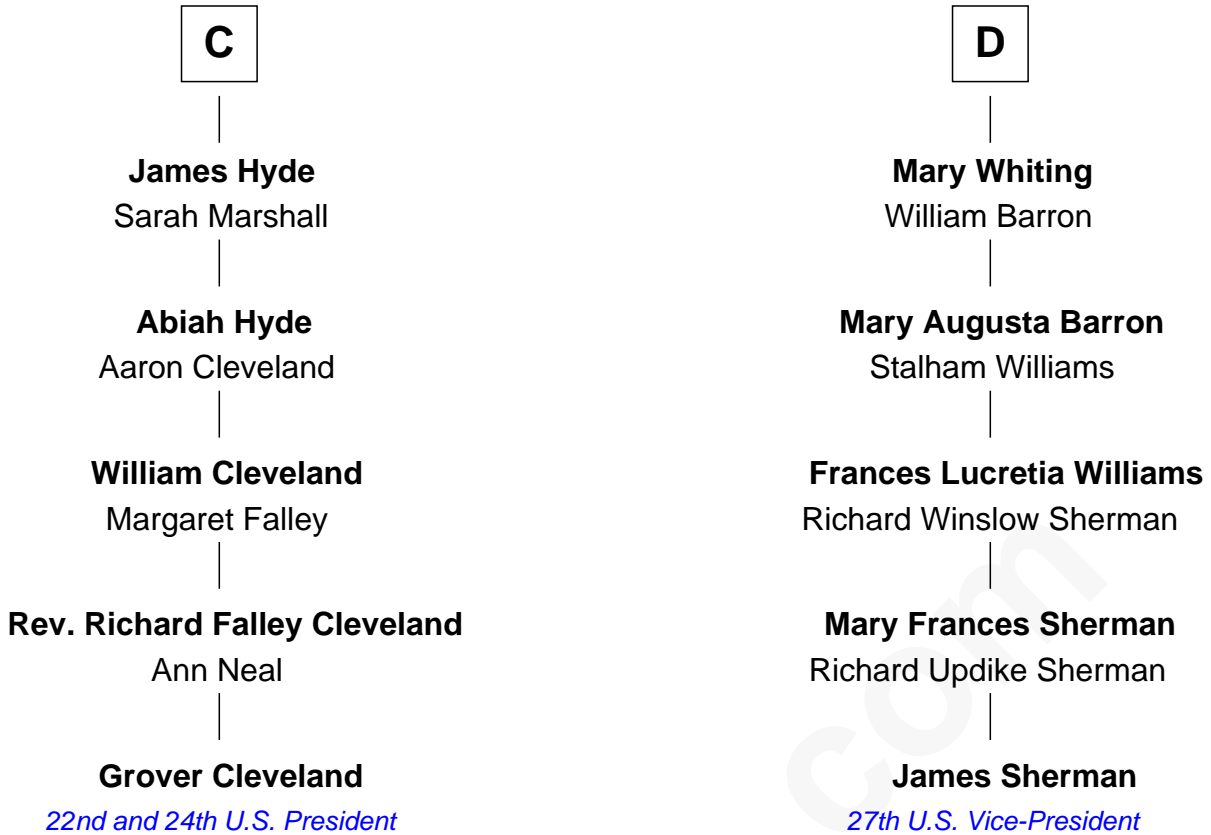 C
James Hyde
Sarah Marshall
Abiah Hyde
Aaron Cleveland
William Cleveland
Margaret Falley
Rev. Richard Falley Cleveland
Ann Neal
Grover Cleveland
22nd and 24th U.S. President
D
Mary Whiting
William Barron
Mary Augusta Barron
Stalham Williams
Frances Lucretia Williams
Richard Winslow Sherman
Mary Frances Sherman
Richard Updike Sherman
James Sherman
27th U.S. Vice-President
com